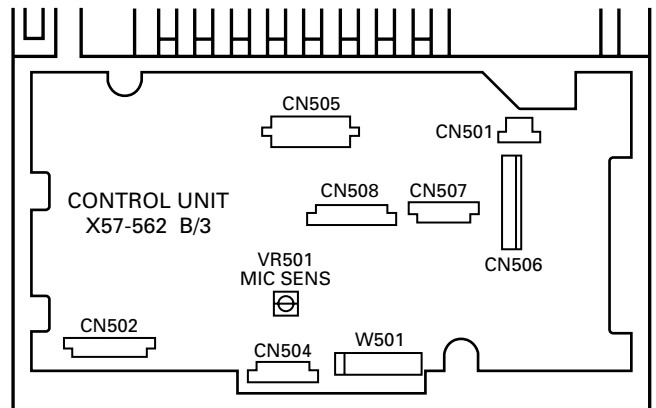 CN505
CN501
CN508
CN507
CONTROL UNIT
X57-562 B/3
CN506
VR501
MIC SENS
CN502
CN504
W501